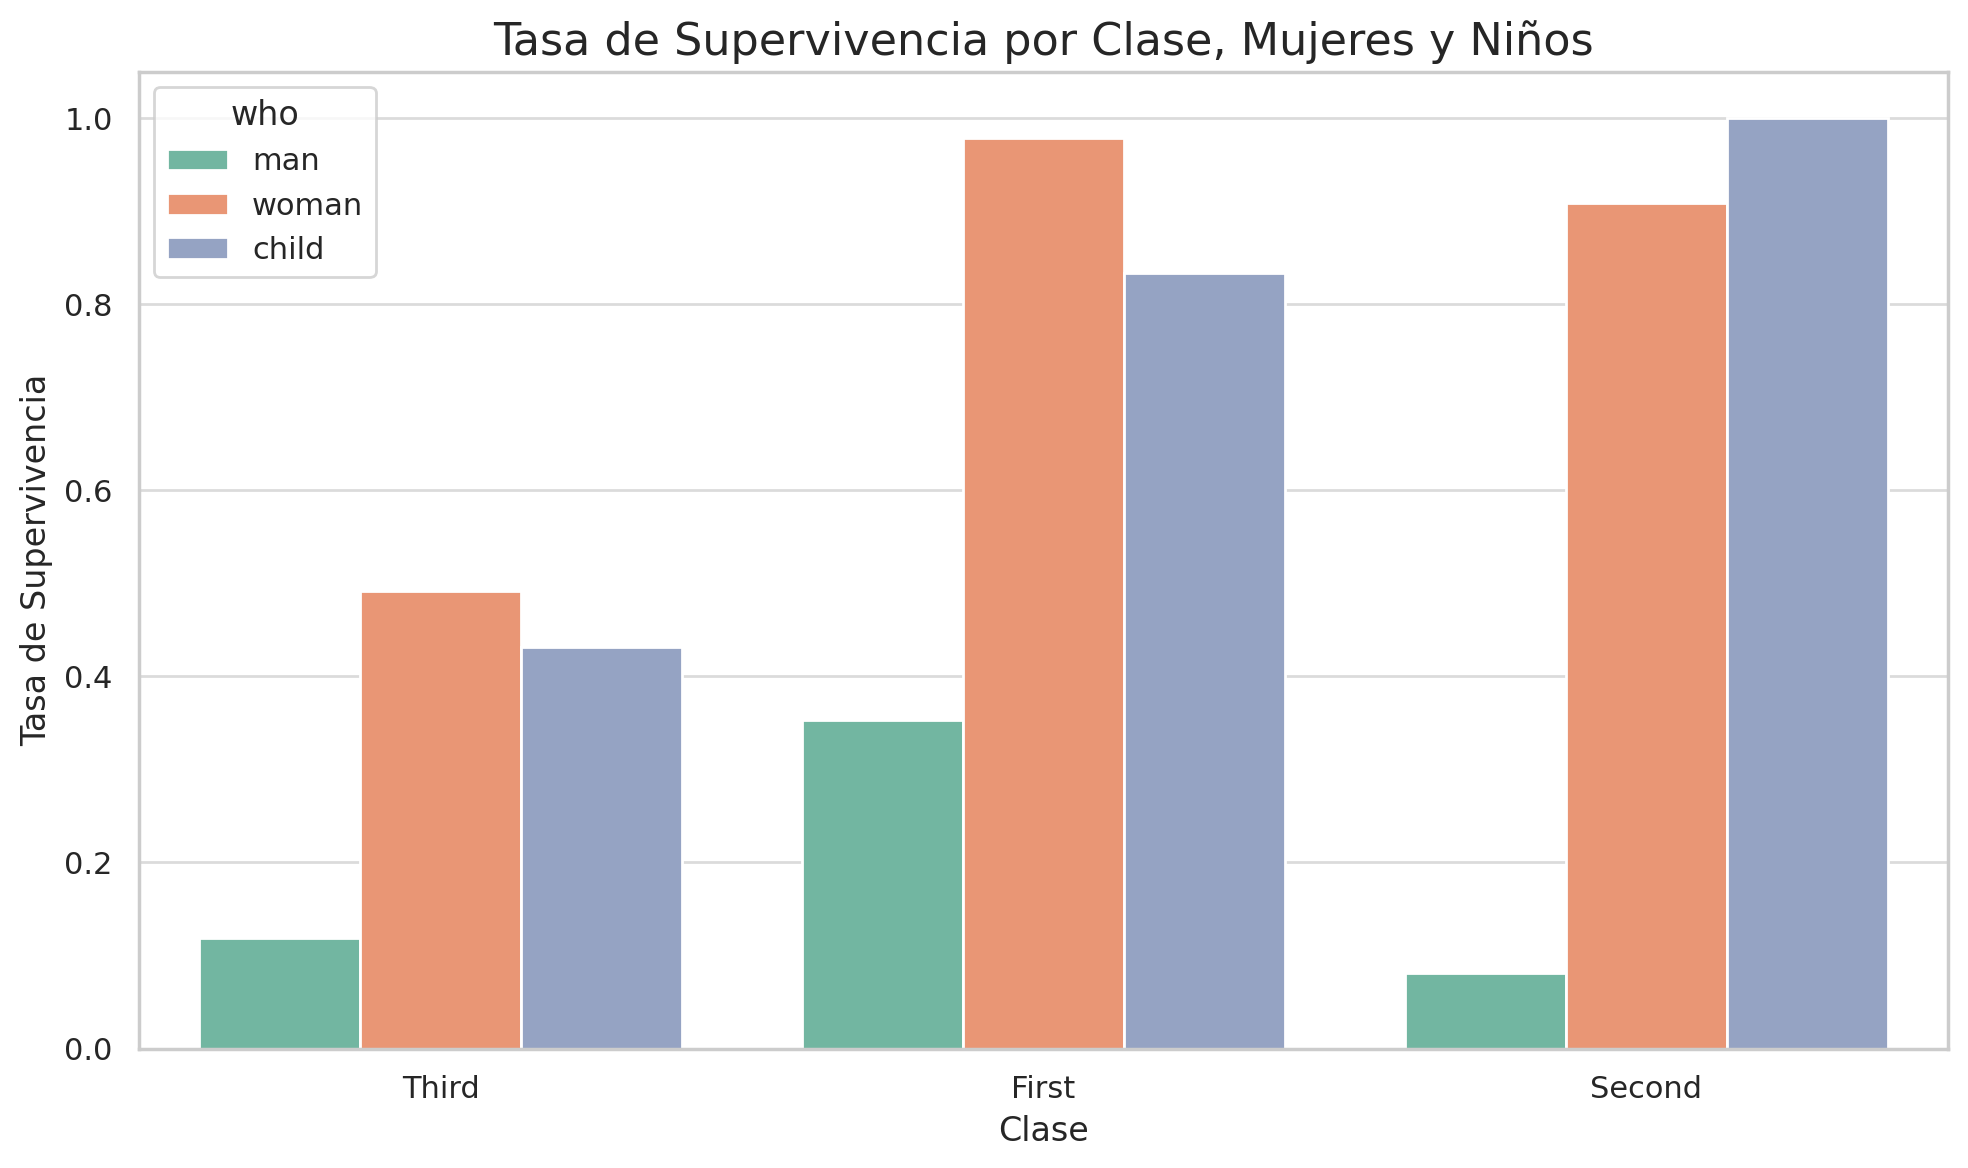 Tasa de Supervivencia por Clase, Mujeres y Niños
who
man
woman
child
Tasa de Supervivencia
1.0
0.8
0.6
0.4
0.2
0.0
Third
First
Second
Clase